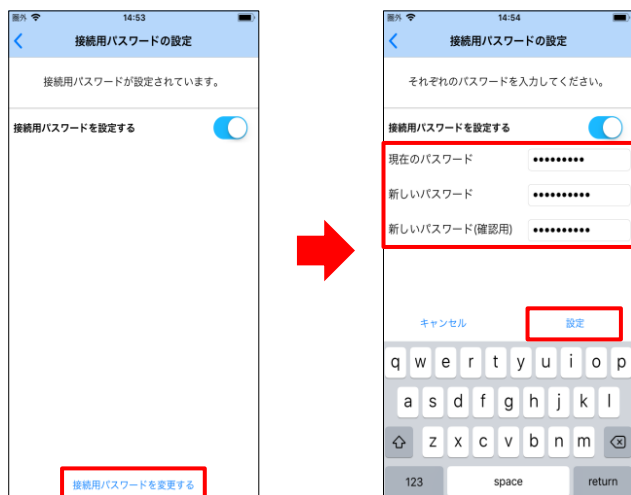 圏外 14:53
接続用パスワードの設定
接続用パスワードが設定されています。
接続用パスワードを設定する
接続用パスワードを変更する
圏外 14:54
接続用パスワードの設定
それぞれのパスワードを入力してください。
接続用パスワードを設定する
現在のパスワード •••••••••
新しいパスワード ••••••••••
新しいパスワード(確認用) ••••••••••
キャンセル 設定
q w e r t y u i o p
a s d f g h j k l
z x c v b n m
123 space return